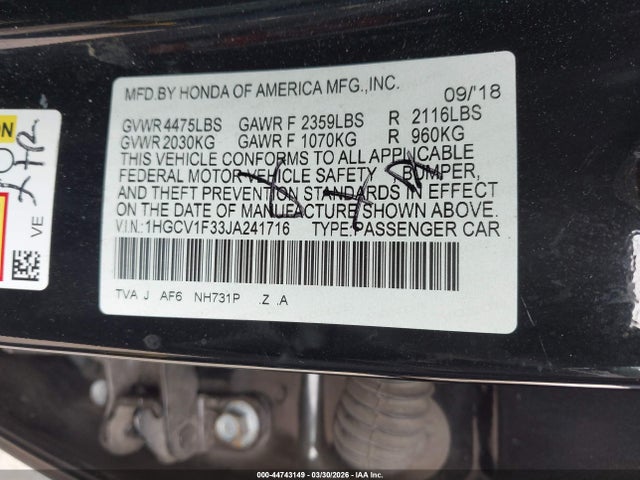 MFD.BY HONDA OF AMERICA MFG.,INC. 09/'18
GVWR 4475LBS GAWR F 2359LBS R 2116LBS
GVWR 2030KG GAWR F 1070KG R 960KG
THIS VEHICLE CONFORMS TO ALL APPLICABLE
FEDERAL MOTOR VEHICLE SAFETY BUMPER,
AND THEFT PREVENTION STANDARDS IN EFFECT
ON THE DATE OF MANUFACTURE SHOWN ABOVE.
V.I.N.: 1HGCV1F33JA241716 TYPE:PASSENGER CAR
TVA J AF6 NH731P .Z .A
ON
VE
000-44743149 | 03/30/2026 - IAA Inc.